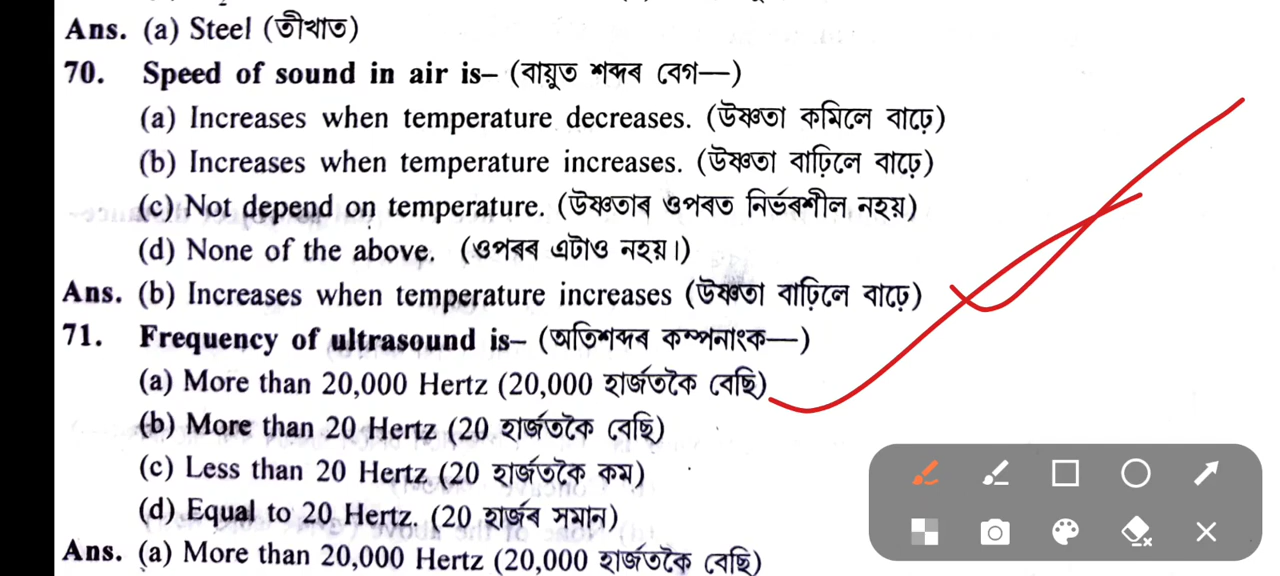 Ans. (a) Steel (তীখাত)
70. Speed of sound in air is– (বায়ুত শব্দৰ বেগ—)
(a) Increases when temperature decreases. (উষ্ণতা কমিলে বাঢ়ে)
(b) Increases when temperature increases. (উষ্ণতা বাঢ়িলে বাঢ়ে)
(c) Not depend on temperature. (উষ্ণতাৰ ওপৰত নিৰ্ভৰশীল নহয়)
(d) None of the above. (ওপৰৰ এটাও নহয়।)
Ans. (b) Increases when temperature increases (উষ্ণতা বাঢ়িলে বাঢ়ে)
71. Frequency of ultrasound is– (অতিশব্দৰ কম্পনাংক—)
(a) More than 20,000 Hertz (20,000 হাৰ্জতকৈ বেছি)
(b) More than 20 Hertz (20 হাৰ্জতকৈ বেছি)
(c) Less than 20 Hertz (20 হাৰ্জতকৈ কম)
(d) Equal to 20 Hertz. (20 হাৰ্জৰ সমান)
Ans. (a) More than 20,000 Hertz (20,000 হাৰ্জতকৈ বেছি)